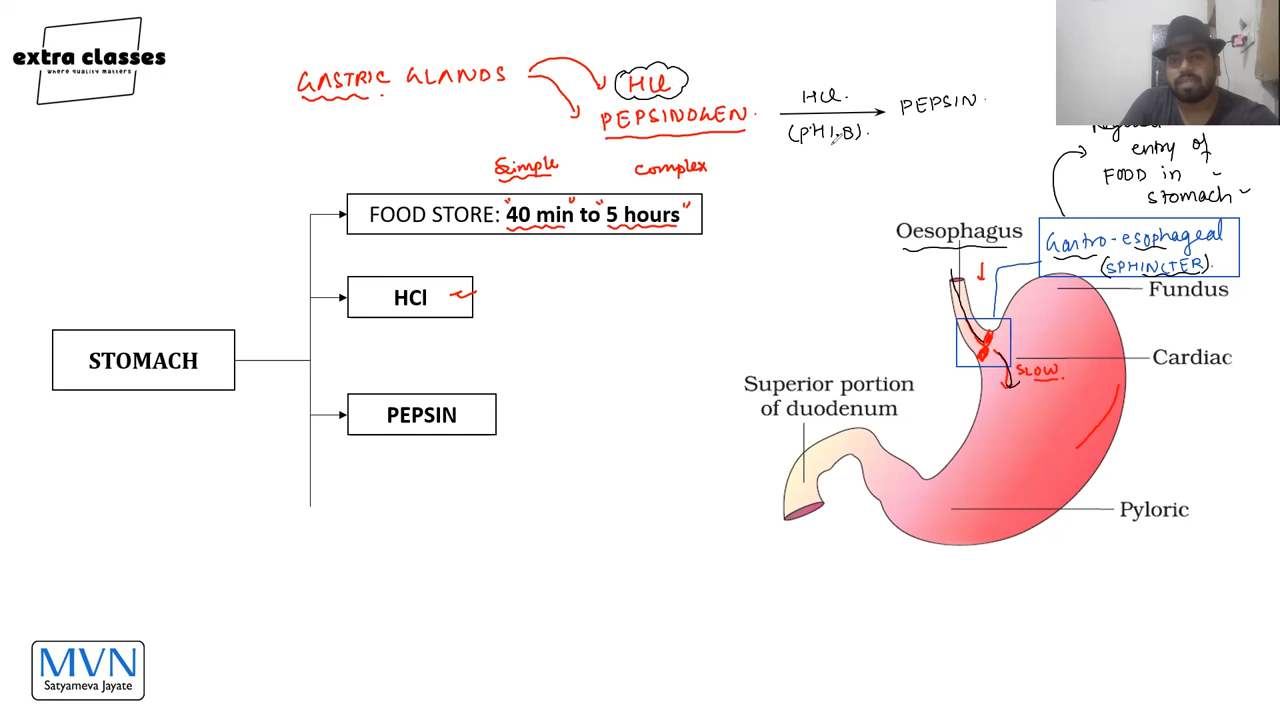 extra classes
where quality matters
GASTRIC GLANDS
HCl
PEPSINOGEN.
HCl.
(PH 1.8).
PEPSIN.
Simple
complex
FOOD STORE: "40 min" to "5 hours"
HCl
STOMACH
PEPSIN
entry of
FOOD in
stomach
Oesophagus
Gastro-esophageal
(SPHINCTER).
Fundus
Cardiac
SLOW.
Superior portion
of duodenum
Pyloric
MVN
Satyameva Jayate